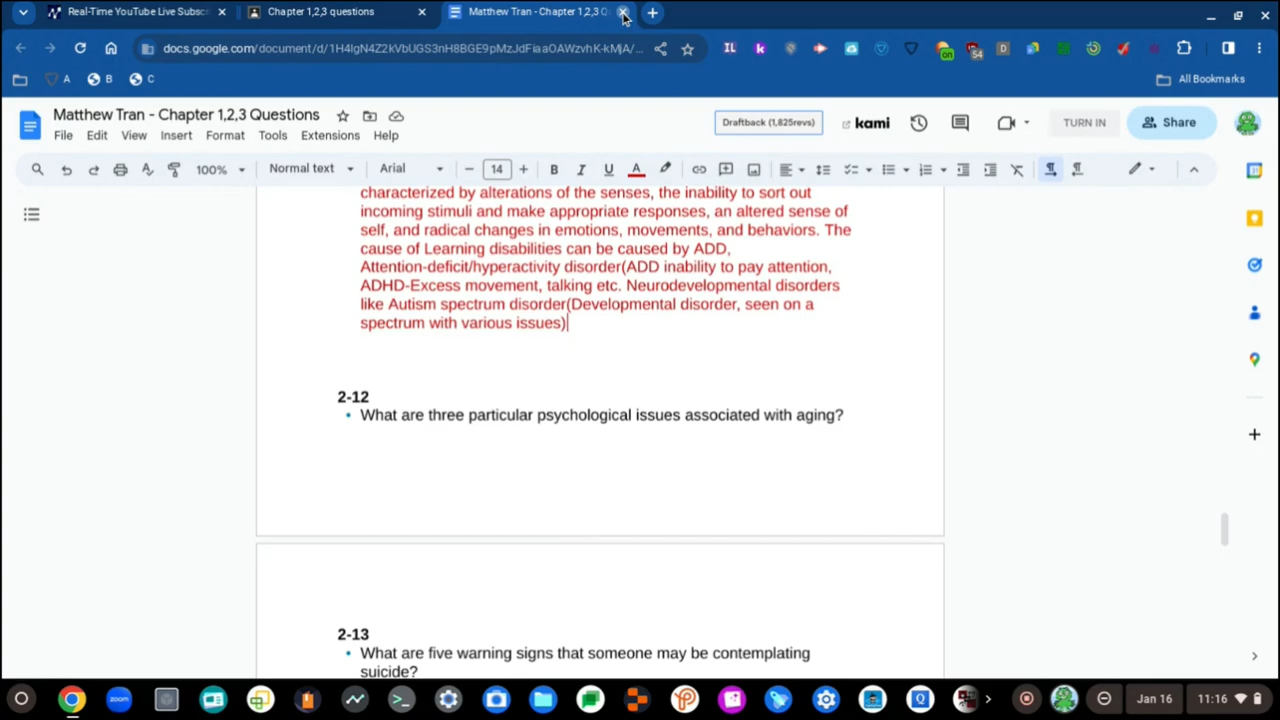 Real-Time YouTube Live Subsc
Chapter 1,2,3 questions
Matthew Tran - Chapter 1,2,3 Q
docs.google.com/document/d/1H4lgN4Z2kVbUGS3nH8BGE9pMzJdFiaaOAWzvhK-kMjA/...
A
B
C
All Bookmarks
Matthew Tran - Chapter 1,2,3 Questions
File Edit View Insert Format Tools Extensions Help
Draftback (1,825revs)
kami
TURN IN
Share
100%
Normal text
Arial
14
characterized by alterations of the senses, the inability to sort out
incoming stimuli and make appropriate responses, an altered sense of
self, and radical changes in emotions, movements, and behaviors. The
cause of Learning disabilities can be caused by ADD,
Attention-deficit/hyperactivity disorder(ADD inability to pay attention,
ADHD-Excess movement, talking etc. Neurodevelopmental disorders
like Autism spectrum disorder(Developmental disorder, seen on a
spectrum with various issues)
2-12
• What are three particular psychological issues associated with aging?
2-13
• What are five warning signs that someone may be contemplating
suicide?
zoom
Jan 16
11:16